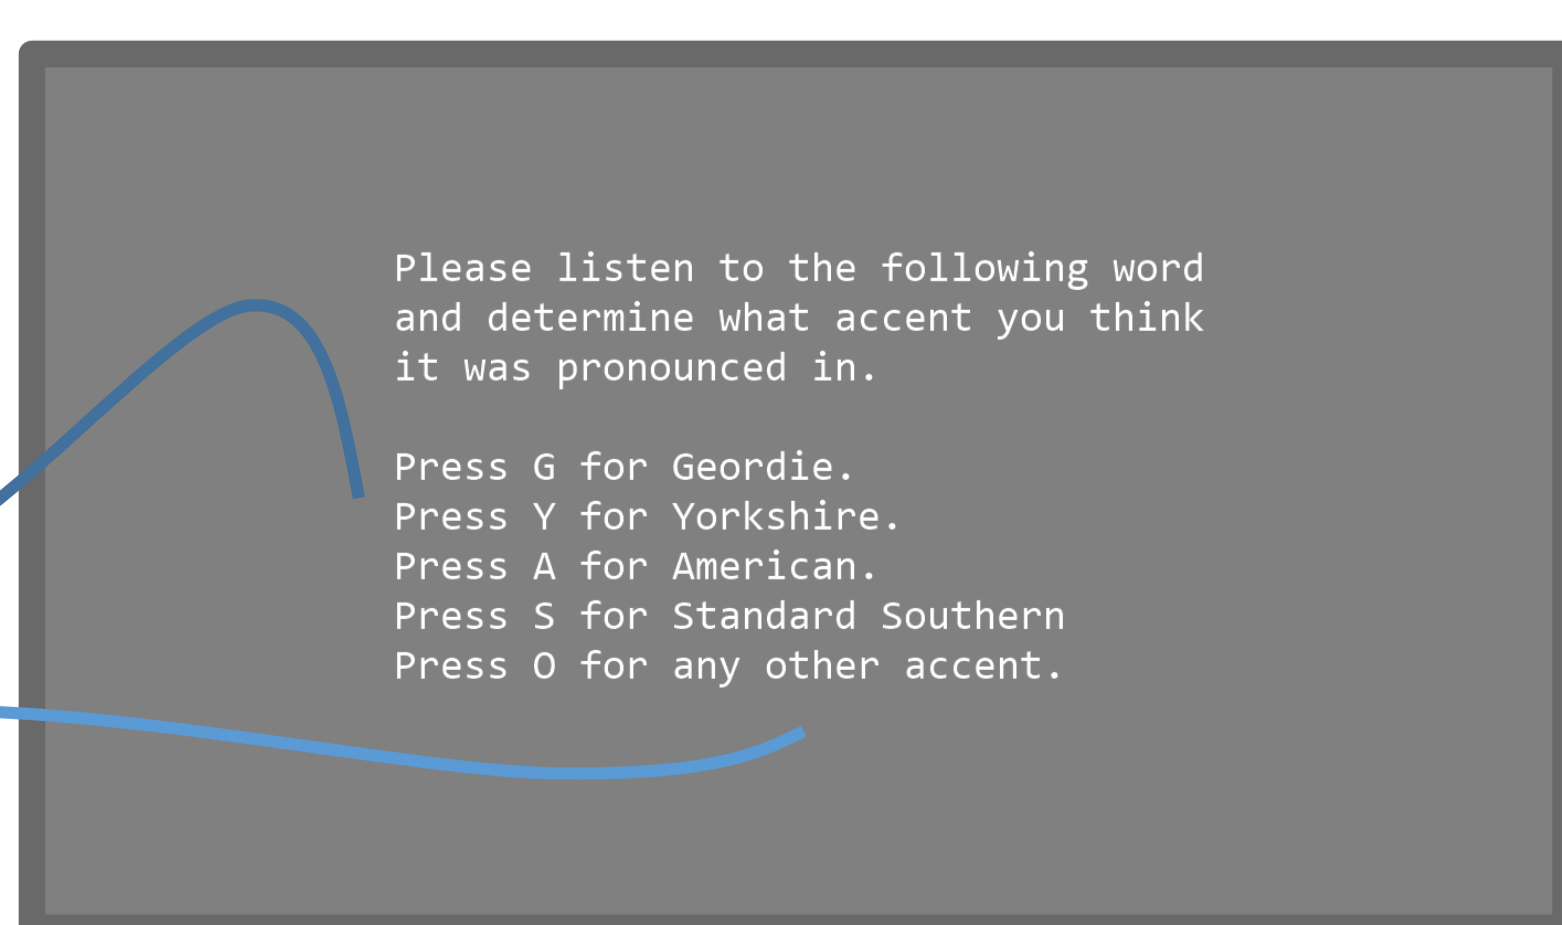 Please listen to the following word
and determine what accent you think
it was pronounced in.
Press G for Geordie.
Press Y for Yorkshire.
Press A for American.
Press S for Standard Southern
Press O for any other accent.